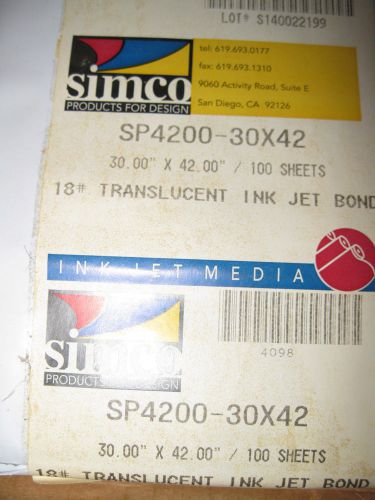 LOT# S140022199
simco
PRODUCTS FOR DESIGN
tel: 619.693.0177
fax: 619.693.1310
9060 Activity Road, Suite E
San Diego, CA 92126
SP4200-30X42
30.00" X 42.00" / 100 SHEETS
18# TRANSLUCENT INK JET BOND
INK JET MEDIA
simco
PRODUCTS FOR DESIGN
4098
SP4200-30X42
30.00" X 42.00" / 100 SHEETS
18# TRANSLUCENT INK JET BOND